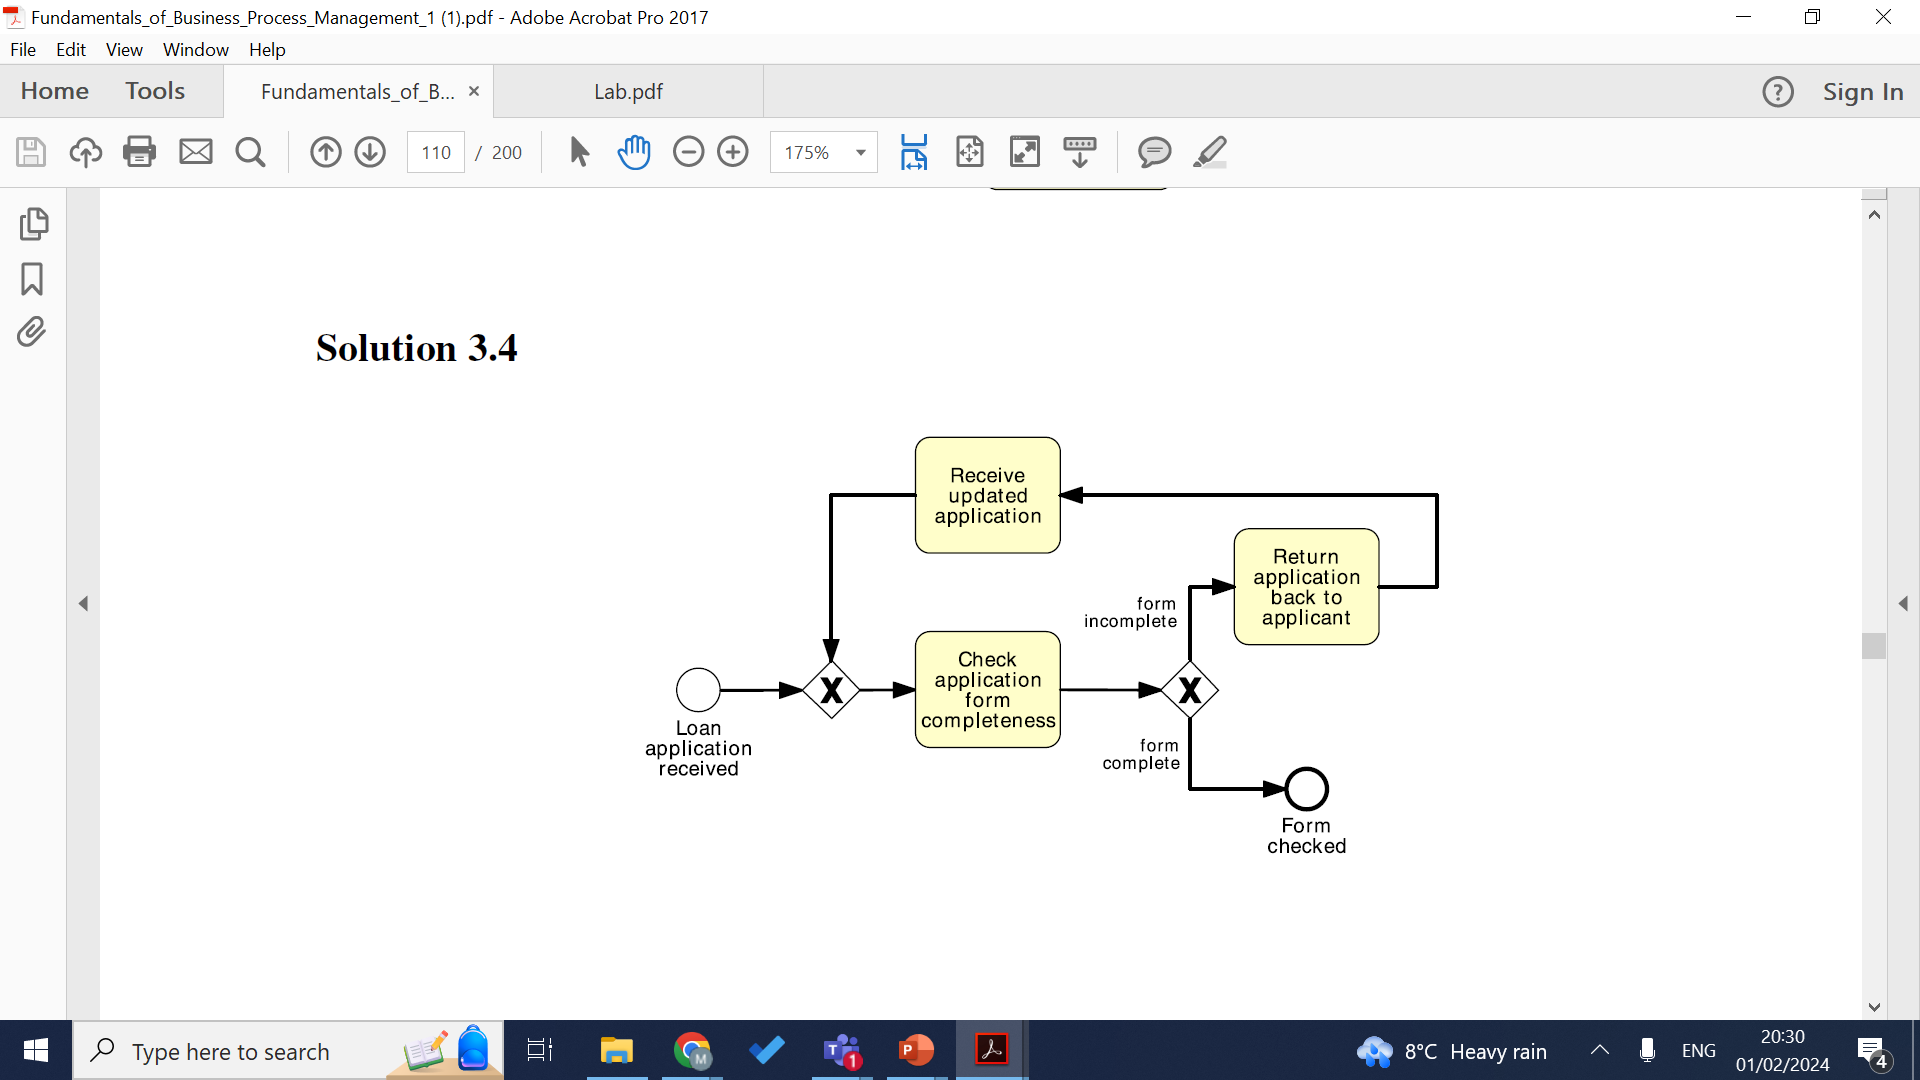 Fundamentals_of_Business_Process_Management_1 (1).pdf - Adobe Acrobat Pro 2017
File Edit View Window Help
Home Tools Fundamentals_of_B... × Lab.pdf ? Sign In
110 / 200 175%
Solution 3.4
Receive
updated
application
Return
application
back to
applicant
form
incomplete
Check
application
form
completeness
X
X
Loan
application
received
form
complete
Form
checked
Type here to search
M
T
1
P
8°C Heavy rain
ENG
20:30
01/02/2024
4